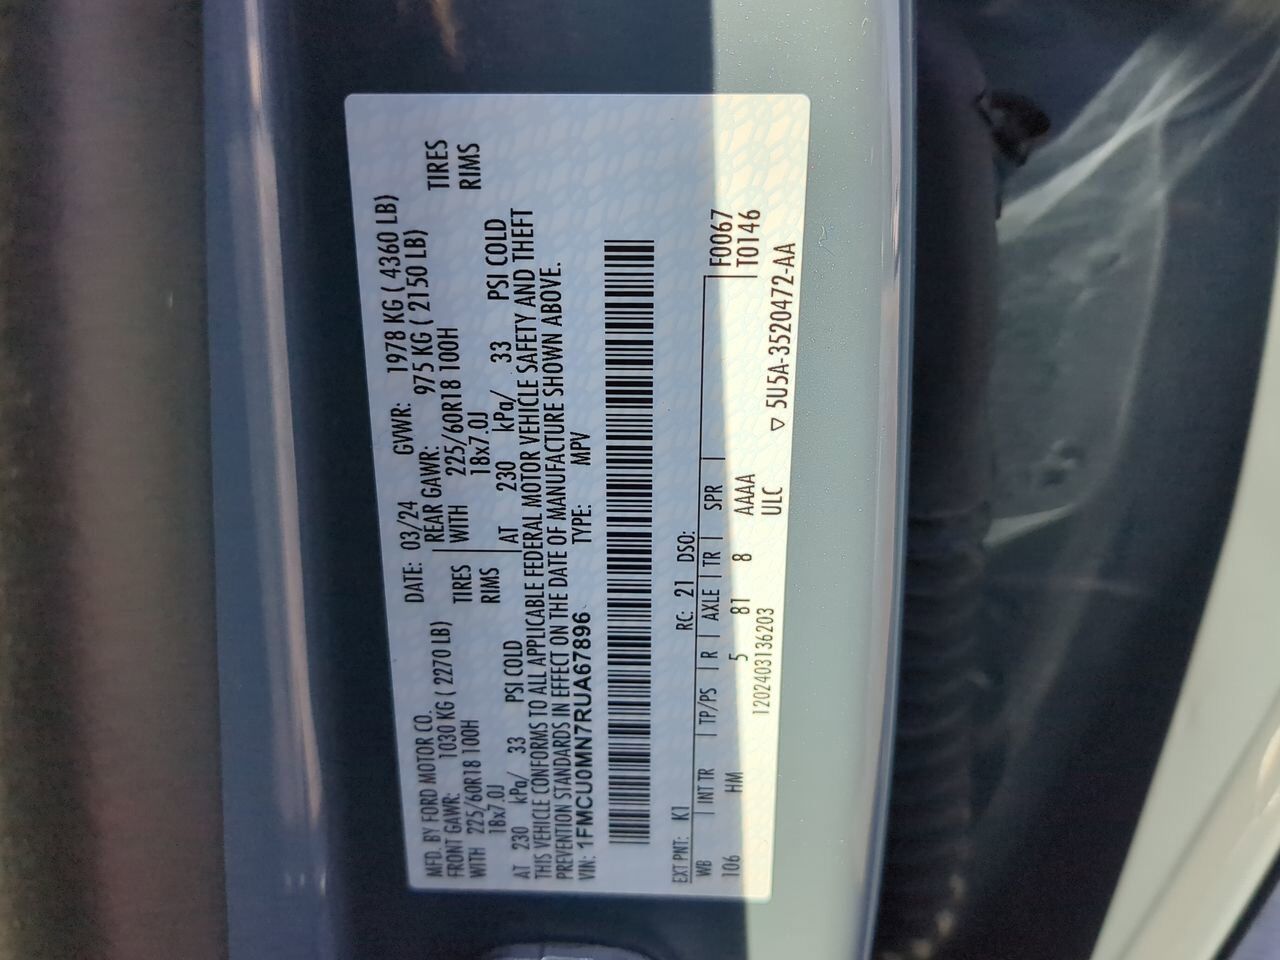 MFD. BY FORD MOTOR CO.
DATE: 03/24 GVWR: 1978 KG ( 4360 LB)
FRONT GAWR: 1030 KG ( 2270 LB) REAR GAWR: 975 KG ( 2150 LB)
WITH 225/60R18 100H TIRES WITH 225/60R18 100H TIRES
18x7.0J RIMS 18x7.0J RIMS
AT 230 kPa/ 33 PSI COLD AT 230 kPa/ 33 PSI COLD
THIS VEHICLE CONFORMS TO ALL APPLICABLE FEDERAL MOTOR VEHICLE SAFETY AND THEFT
PREVENTION STANDARDS IN EFFECT ON THE DATE OF MANUFACTURE SHOWN ABOVE.
VIN: 1FMCU0MN7RUA67896 TYPE: MPV
EXT PNT: K1 RC: 21 DSO:
WB INT TR TP/PS R AXLE TR SPR F0067
106 HM 5 81 8 AAAA T0146
1202403136203 ULC ▽ 5U5A-3520472-AA